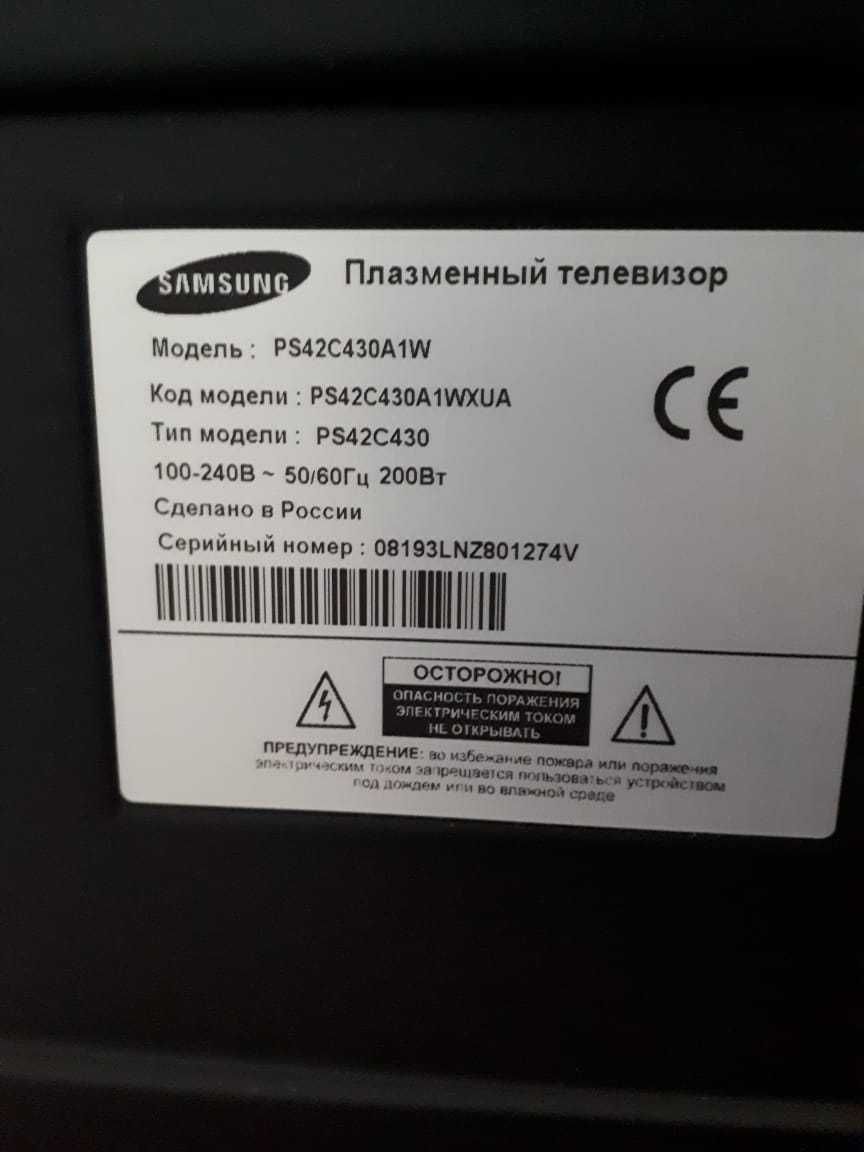 SAMSUNG Плазменный телевизор
Модель : PS42C430A1W
Код модели : PS42C430A1WXUA
Тип модели : PS42C430
100-240В ~ 50/60Гц 200Вт
Сделано в России
Серийный номер : 08193LNZ801274V
CE
ОСТОРОЖНО!
ОПАСНОСТЬ ПОРАЖЕНИЯ
ЭЛЕКТРИЧЕСКИМ ТОКОМ
НЕ ОТКРЫВАТЬ
ПРЕДУПРЕЖДЕНИЕ: во избежание пожара или поражения
электрическим током запрещается пользоваться устройством
под дождем или во влажной среде